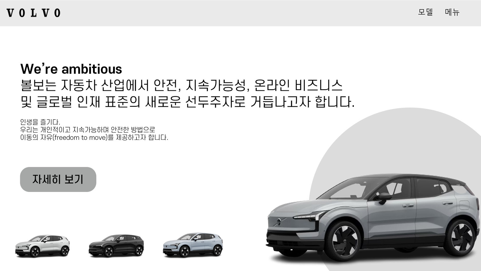 VOLVO
모델 메뉴
We're ambitious
볼보는 자동차 산업에서 안전, 지속가능성, 온라인 비즈니스
및 글로벌 인재 표준의 새로운 선두주자로 거듭나고자 합니다.
인생을 즐기다.
우리는 개인적이고 지속가능하며 안전한 방법으로
이동의 자유(freedom to move)를 제공하고자 합니다.
자세히 보기